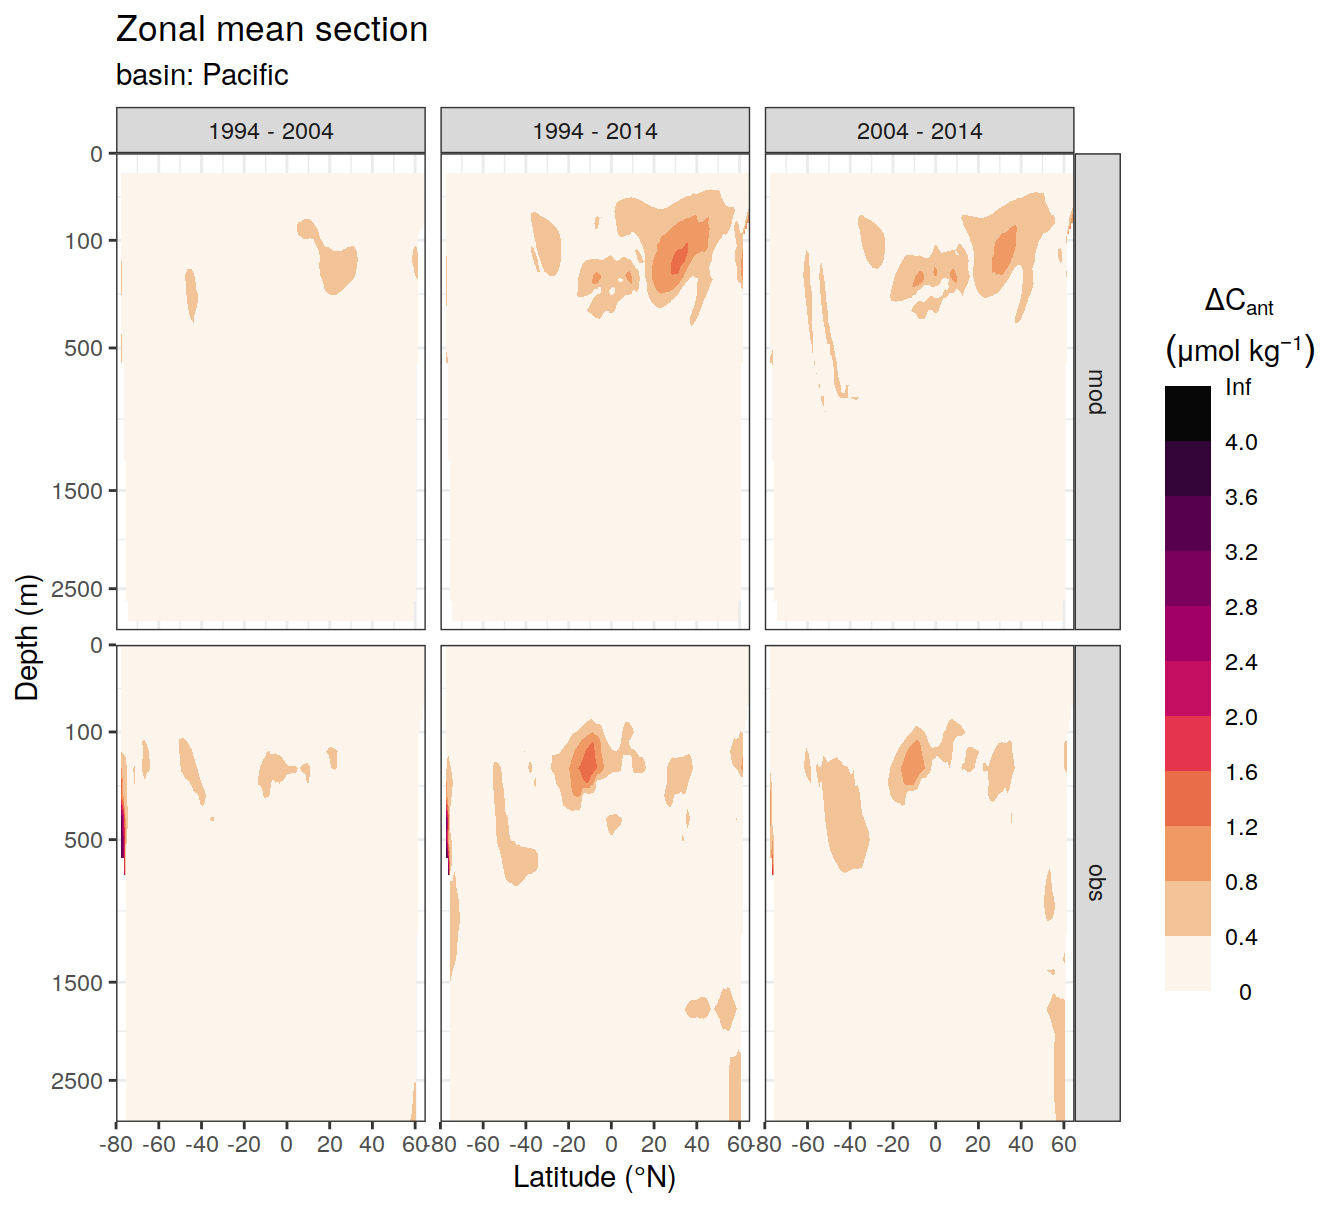 Zonal mean section
basin: Pacific
1994 - 2004
1994 - 2014
2004 - 2014
0
100
500
1500
2500
mod
0
100
500
1500
2500
obs
Depth (m)
-80 -60 -40 -20 0 20 40 60
-80 -60 -40 -20 0 20 40 60
-80 -60 -40 -20 0 20 40 60
Latitude (°N)
ΔCant
(μmol kg⁻¹)
Inf
4.0
3.6
3.2
2.8
2.4
2.0
1.6
1.2
0.8
0.4
0